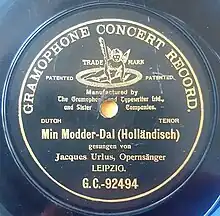 GRAMOPHONE CONCERT RECORD.
TRADE MARK
PATENTED PATENTED
Manufactured by
The Gramophone and Typewriter Ltd.,
and Sister Companies.
DUTCH TENOR
Min Modder-Dal (Holländisch)
gesungen von
Jacques Urlus, Opernsänger
LEIPZIG.
G.C.-92494